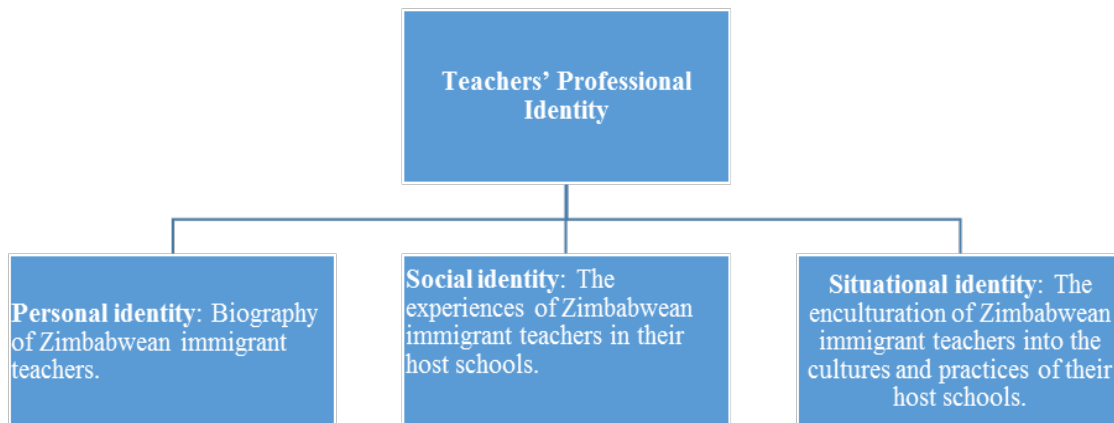 Teachers’ Professional
Identity
Personal identity: Biography
of Zimbabwean immigrant
teachers.
Social identity: The
experiences of Zimbabwean
immigrant teachers in their
host schools.
Situational identity: The
enculturation of Zimbabwean
immigrant teachers into the
cultures and practices of their
host schools.